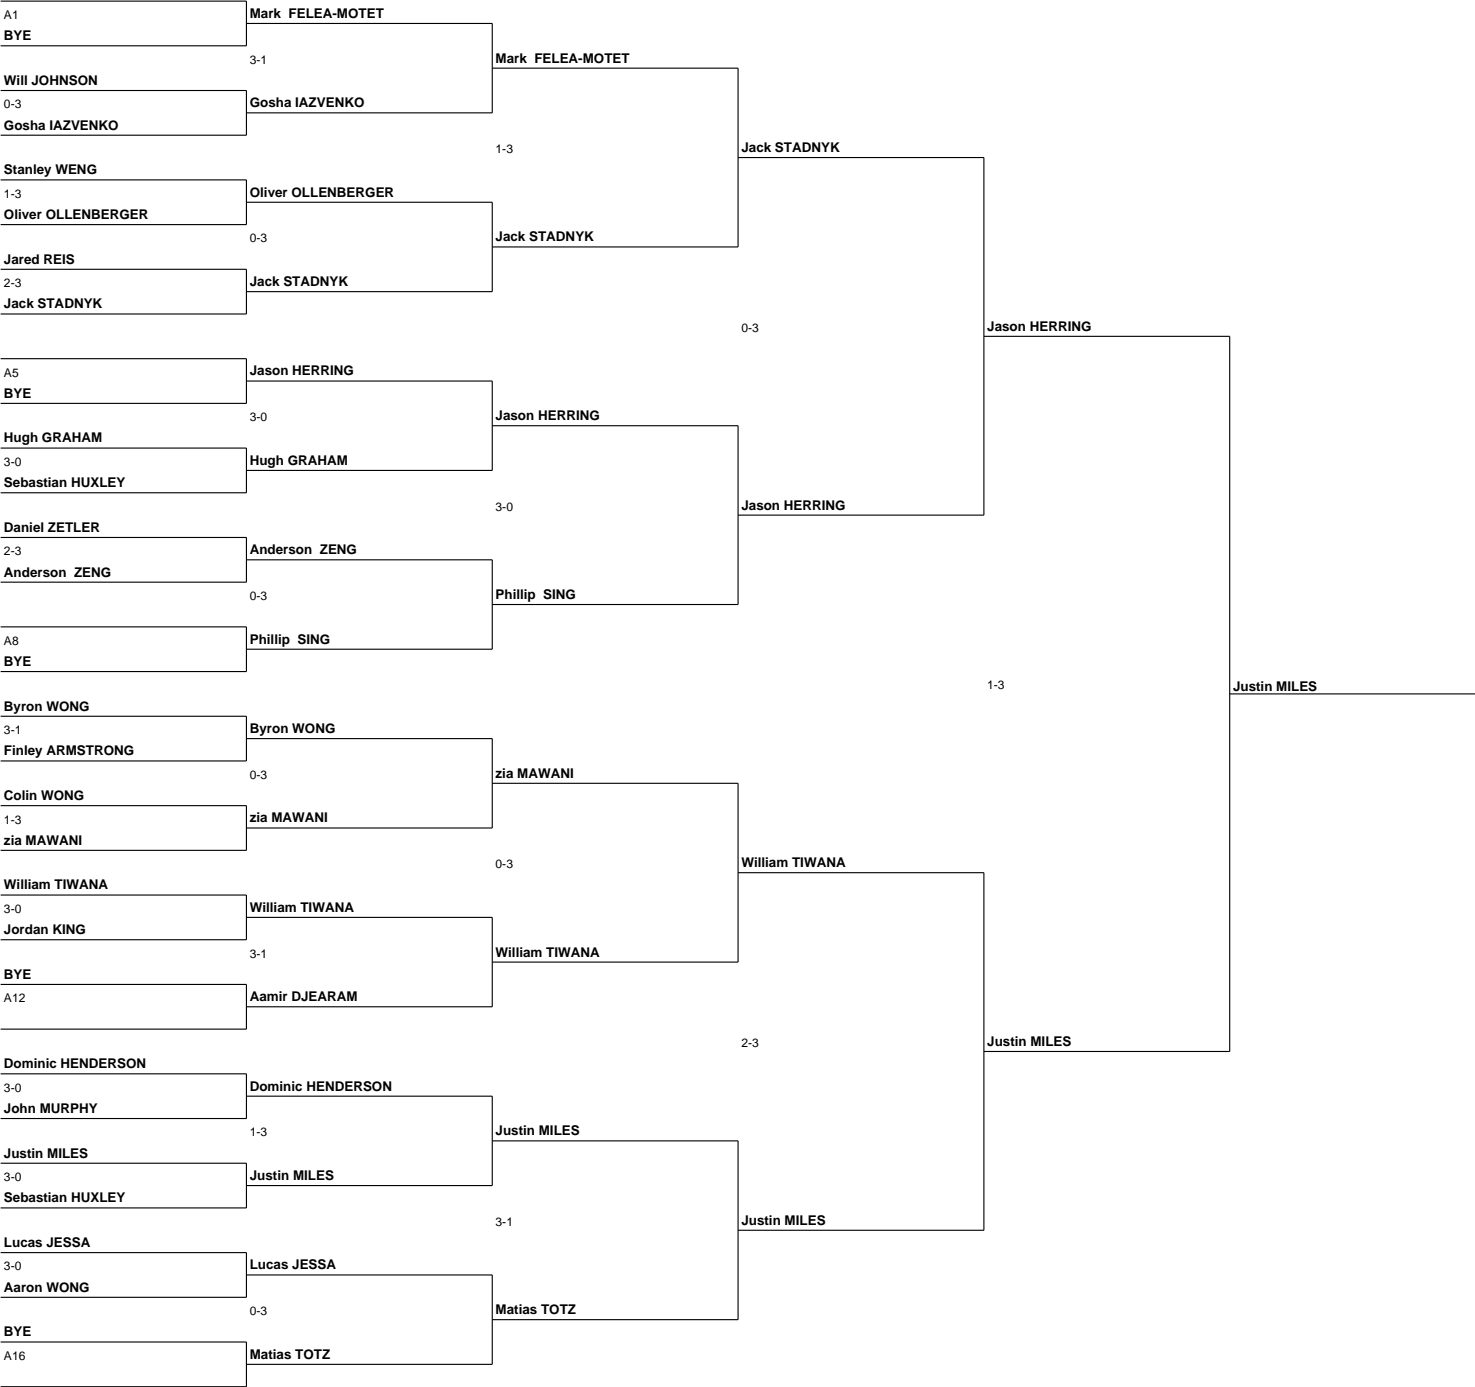 A1
BYE
Will JOHNSON
0-3
Gosha IAZVENKO
Stanley WENG
1-3
Oliver OLLENBERGER
Jared REIS
2-3
Jack STADNYK
A5
BYE
Hugh GRAHAM
3-0
Sebastian HUXLEY
Daniel ZETLER
2-3
Anderson ZENG
A8
BYE
Byron WONG
3-1
Finley ARMSTRONG
Colin WONG
1-3
zia MAWANI
William TIWANA
3-0
Jordan KING
BYE
A12
Dominic HENDERSON
3-0
John MURPHY
Justin MILES
3-0
Sebastian HUXLEY
Lucas JESSA
3-0
Aaron WONG
BYE
A16
Mark FELEA-MOTET
3-1
Gosha IAZVENKO
Oliver OLLENBERGER
0-3
Jack STADNYK
Jason HERRING
3-0
Hugh GRAHAM
Anderson ZENG
0-3
Phillip SING
Byron WONG
0-3
zia MAWANI
William TIWANA
3-1
Aamir DJEARAM
Dominic HENDERSON
1-3
Justin MILES
Lucas JESSA
0-3
Matias TOTZ
Mark FELEA-MOTET
1-3
Jack STADNYK
Jason HERRING
3-0
Phillip SING
zia MAWANI
0-3
William TIWANA
Justin MILES
3-1
Matias TOTZ
Jack STADNYK
0-3
Jason HERRING
William TIWANA
2-3
Justin MILES
Jason HERRING
1-3
Justin MILES
Justin MILES